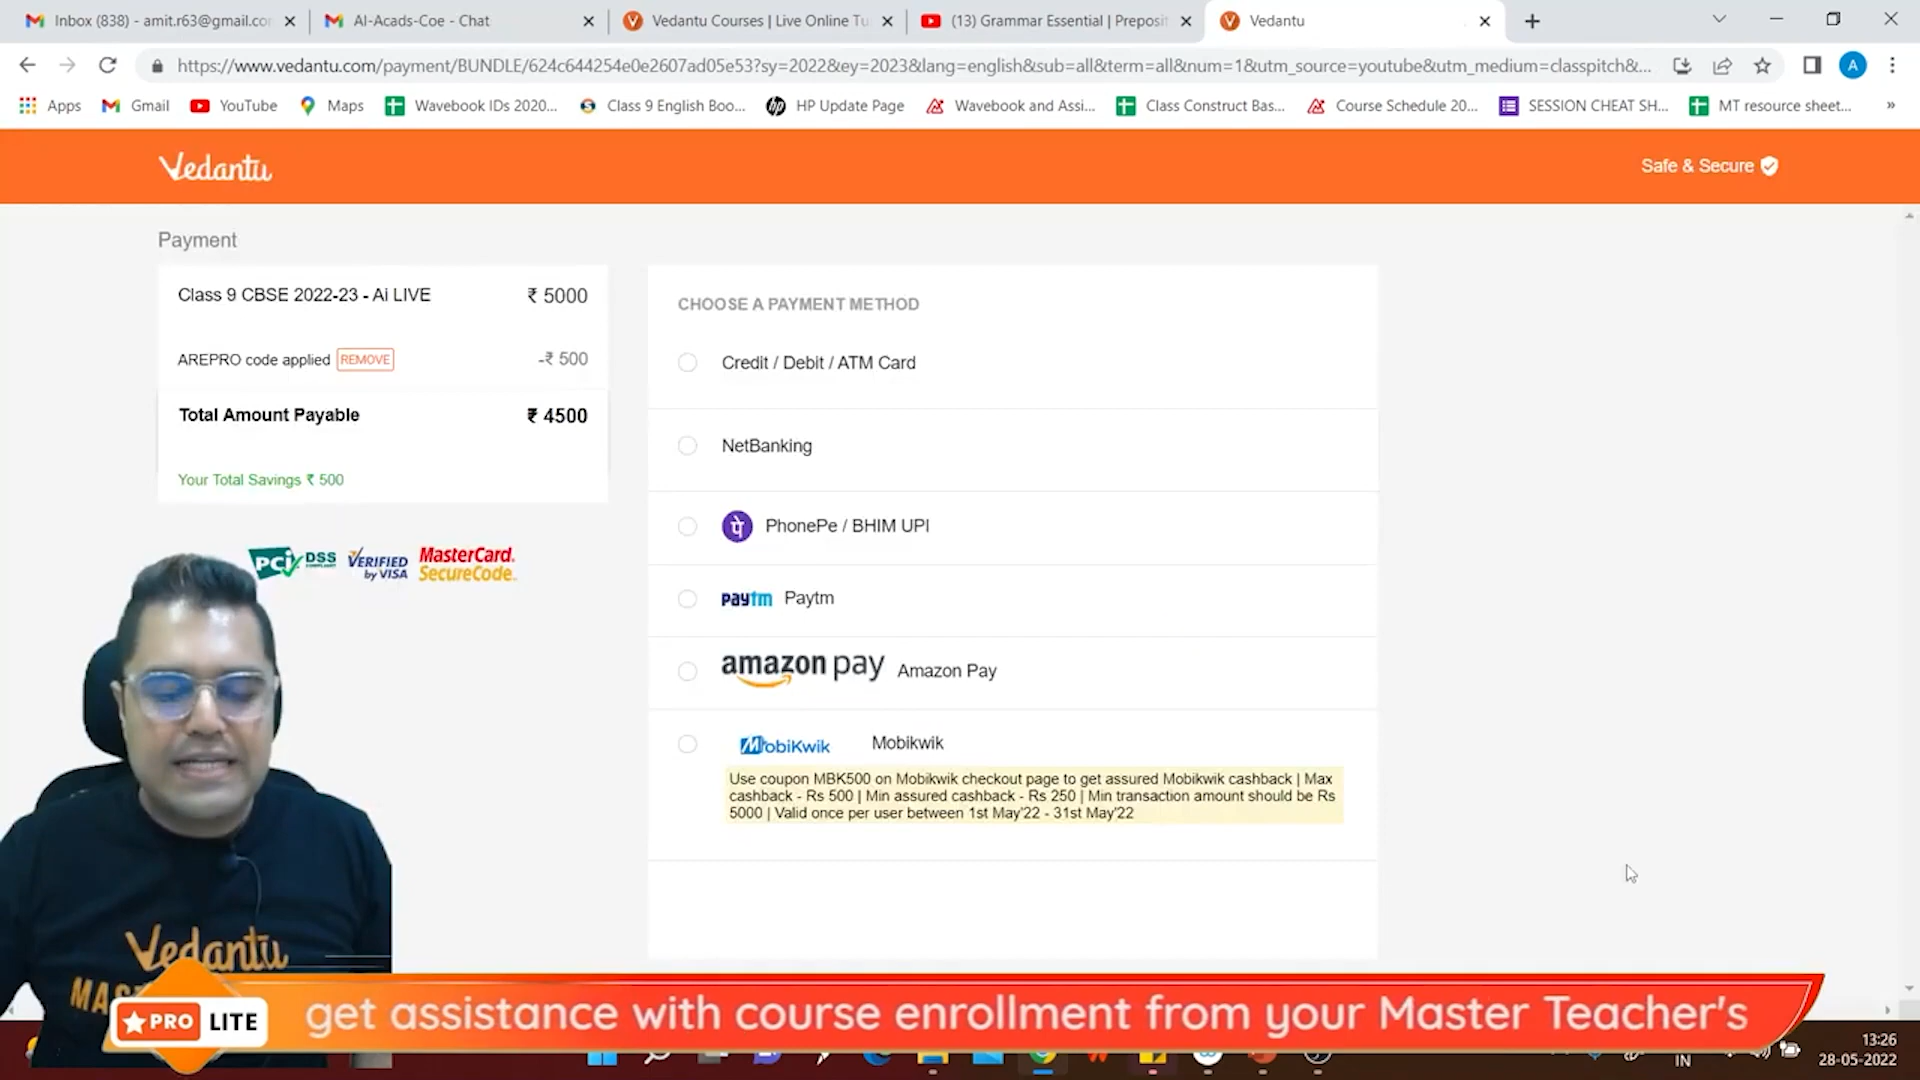 Inbox (838) - amit.r63@gmail.co
AI-Acads-Coe - Chat
Vedantu Courses | Live Online Tu
(13) Grammar Essential | Preposit
Vedantu
https://www.vedantu.com/payment/BUNDLE/624c644254e0e2607ad05e53?sy=2022&ey=2023&lang=english&sub=all&term=all&num=1&utm_source=youtube&utm_medium=classpitch&...
A
Apps
Gmail
YouTube
Maps
Wavebook IDs 2020...
Class 9 English Boo...
HP Update Page
Wavebook and Assi...
Class Construct Bas...
Course Schedule 20...
SESSION CHEAT SH...
MT resource sheet...
»
Vedantu
Safe & Secure
Payment
Class 9 CBSE 2022-23 - Ai LIVE ₹ 5000
AREPRO code applied REMOVE -₹ 500
Total Amount Payable ₹ 4500
Your Total Savings ₹ 500
PCI DSS COMPLIANT
VERIFIED by VISA
MasterCard. SecureCode.
CHOOSE A PAYMENT METHOD
Credit / Debit / ATM Card
NetBanking
पे PhonePe / BHIM UPI
paytm Paytm
amazon pay Amazon Pay
MobiKwik Mobikwik
Use coupon MBK500 on Mobikwik checkout page to get assured Mobikwik cashback | Max
cashback - Rs 500 | Min assured cashback - Rs 250 | Min transaction amount should be Rs
5000 | Valid once per user between 1st May'22 - 31st May'22
Vedantu
MAS
PRO LITE
get assistance with course enrollment from your Master Teacher's
IN
13:26
28-05-2022